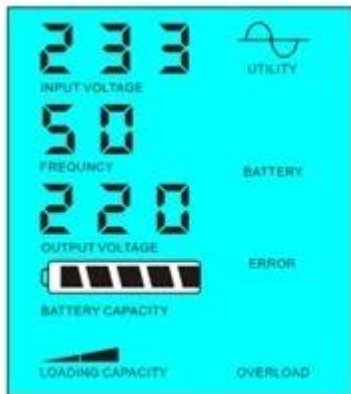 233
UTILITY
INPUT VOLTAGE
50
FREQUNCY
BATTERY
220
OUTPUT VOLTAGE
ERROR
BATTERY CAPACITY
LOADING CAPACITY
OVERLOAD